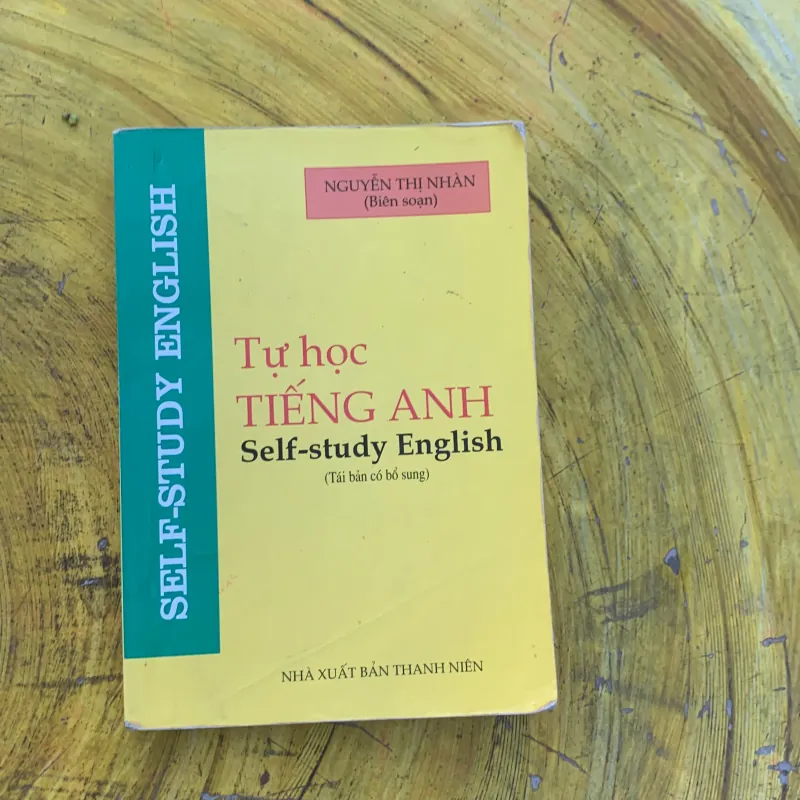 SELF-STUDY ENGLISH
NGUYỄN THỊ NHÀN
(Biên soạn)
Tự học
TIẾNG ANH
Self-study English
(Tái bản có bổ sung)
NHÀ XUẤT BẢN THANH NIÊN